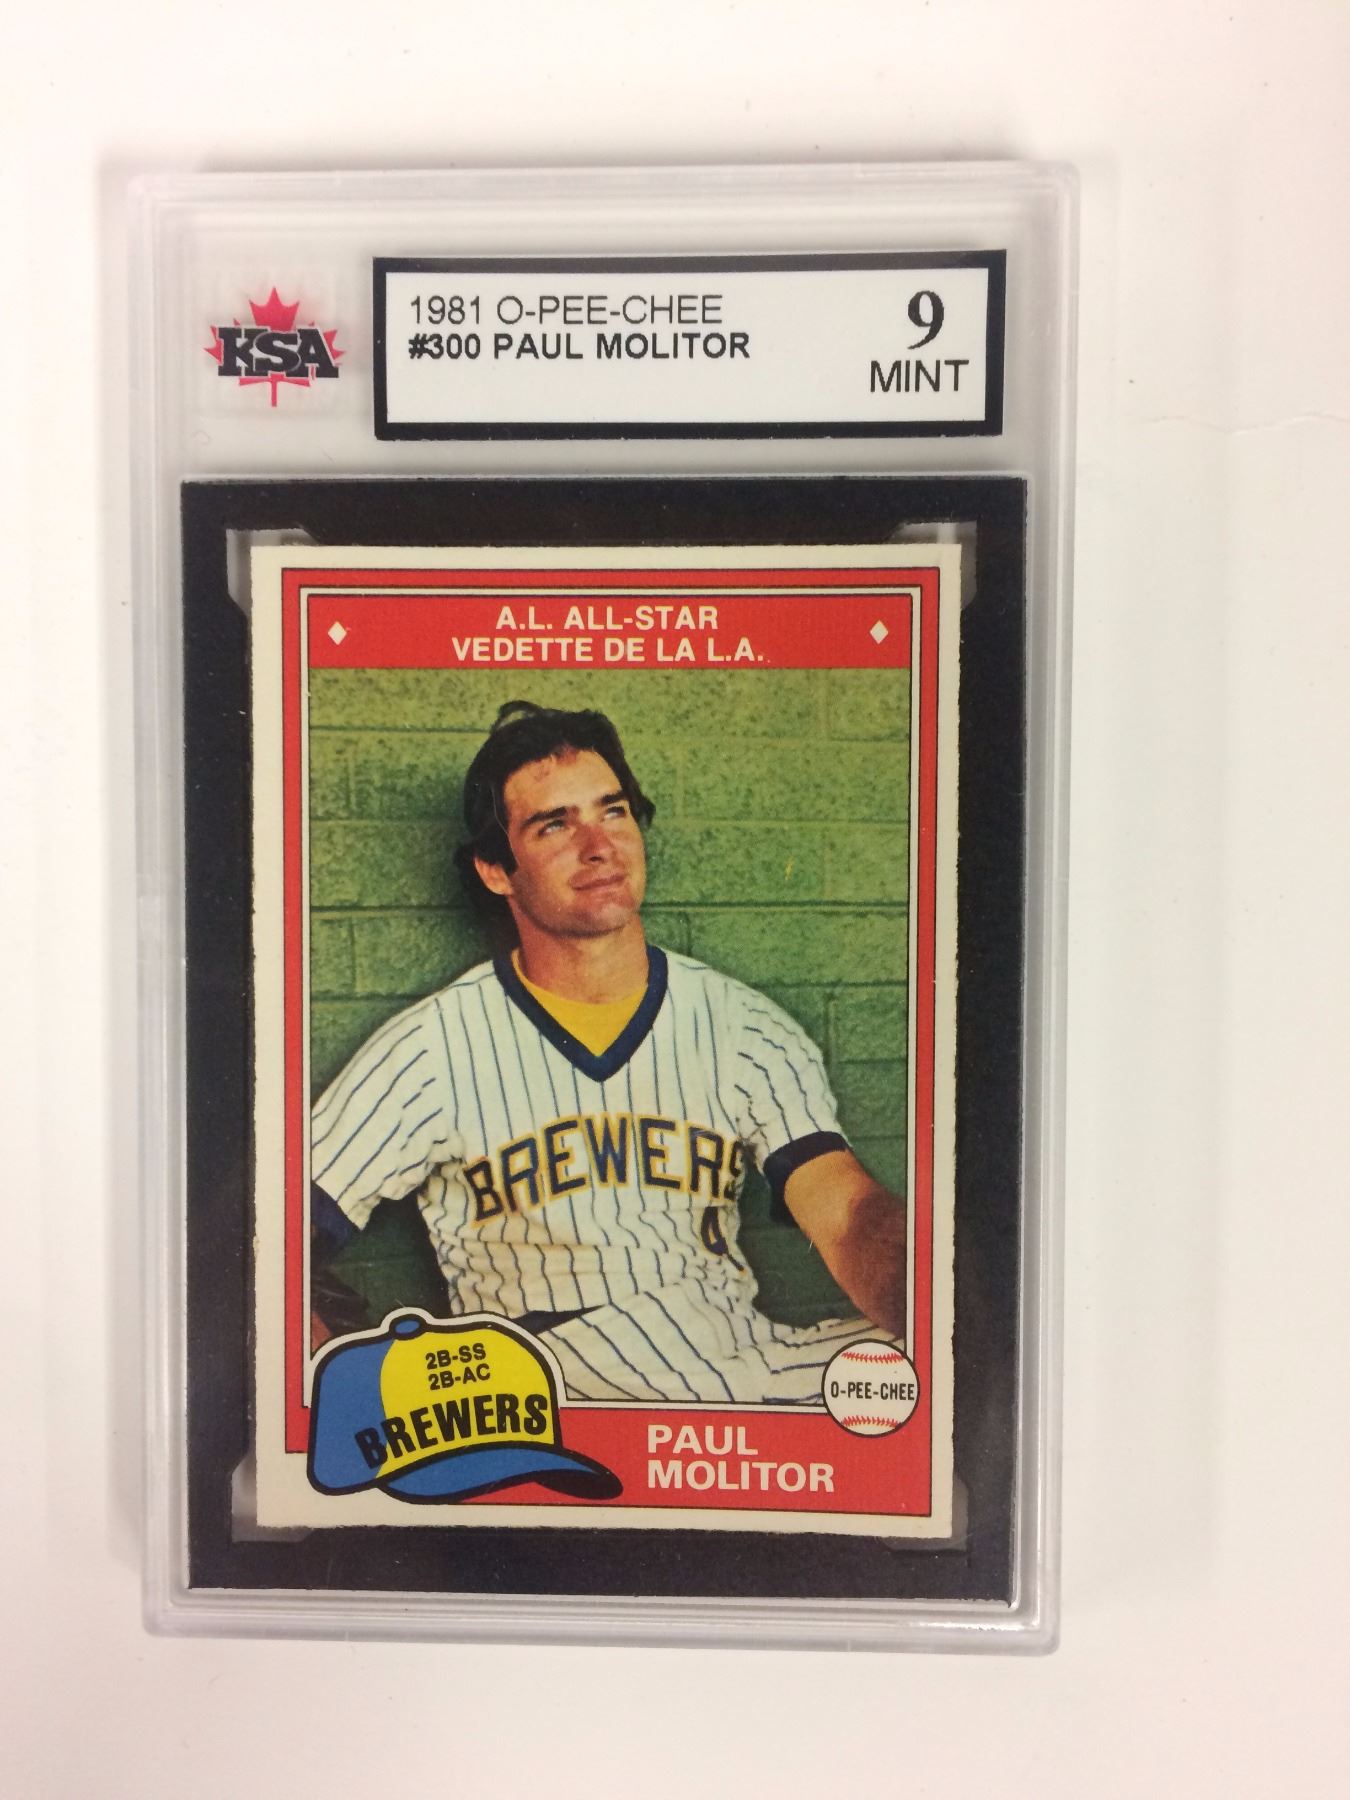 KSA
1981 O-PEE-CHEE
#300 PAUL MOLITOR
9
MINT
A.L. ALL-STAR
VEDETTE DE LA L.A.
BREWERS
4
2B-SS
2B-AC
BREWERS
O-PEE-CHEE
PAUL
MOLITOR